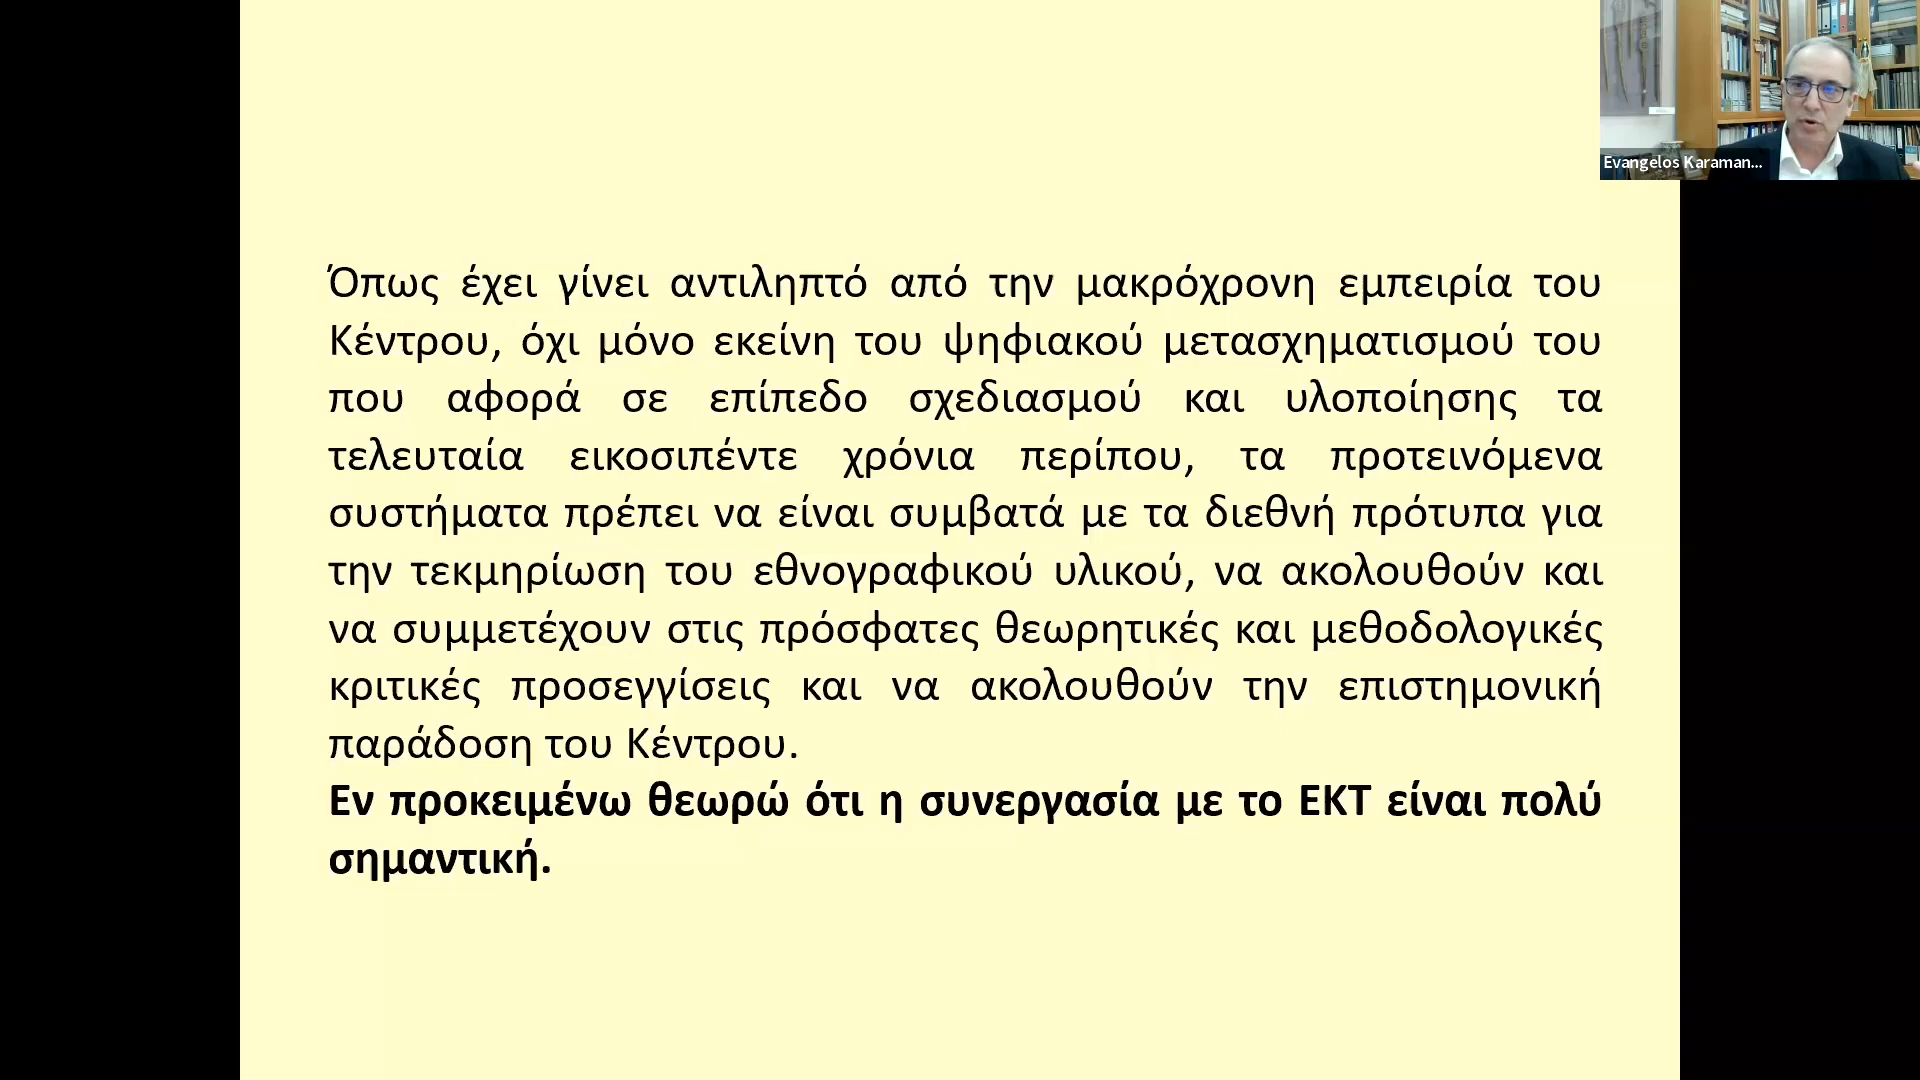 Evangelos Karaman...
Όπως έχει γίνει αντιληπτό από την μακρόχρονη εμπειρία του
Κέντρου, όχι μόνο εκείνη του ψηφιακού μετασχηματισμού του
που αφορά σε επίπεδο σχεδιασμού και υλοποίησης τα
τελευταία εικοσιπέντε χρόνια περίπου, τα προτεινόμενα
συστήματα πρέπει να είναι συμβατά με τα διεθνή πρότυπα για
την τεκμηρίωση του εθνογραφικού υλικού, να ακολουθούν και
να συμμετέχουν στις πρόσφατες θεωρητικές και μεθοδολογικές
κριτικές προσεγγίσεις και να ακολουθούν την επιστημονική
παράδοση του Κέντρου.
Εν προκειμένω θεωρώ ότι η συνεργασία με το ΕΚΤ είναι πολύ
σημαντική.